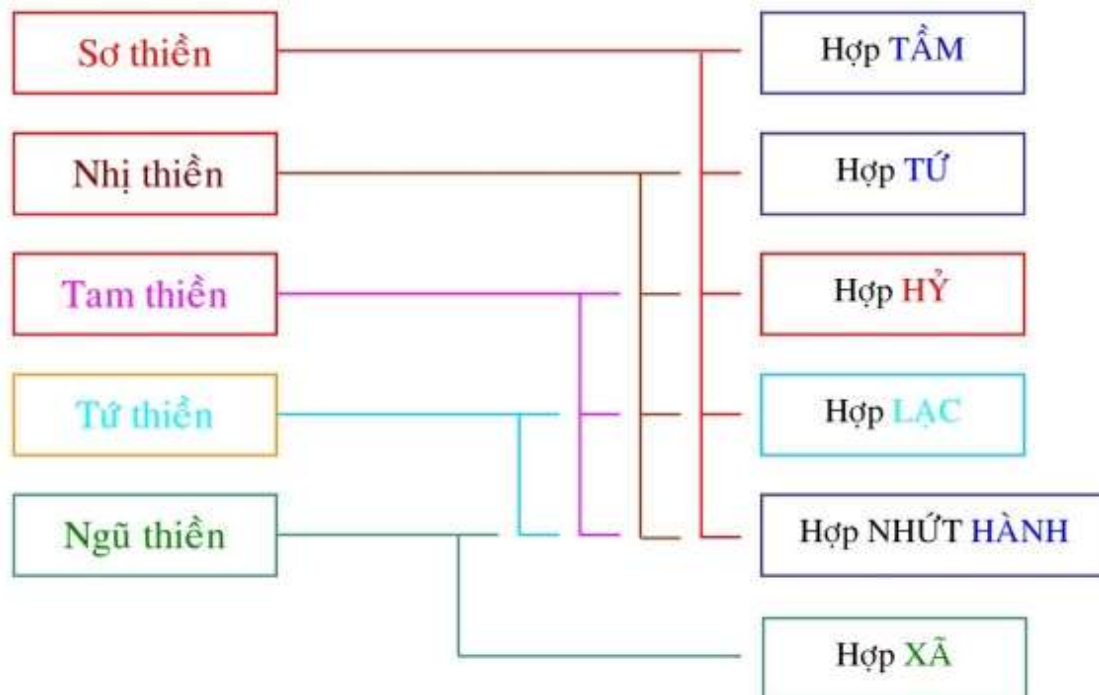 Sơ thiền
Hợp TẦM
Nhị thiền
Hợp TỨ
Tam thiền
Hợp HỶ
Tứ thiền
Hợp LẠC
Ngũ thiền
Hợp NHỨT HÀNH
Hợp XÃ